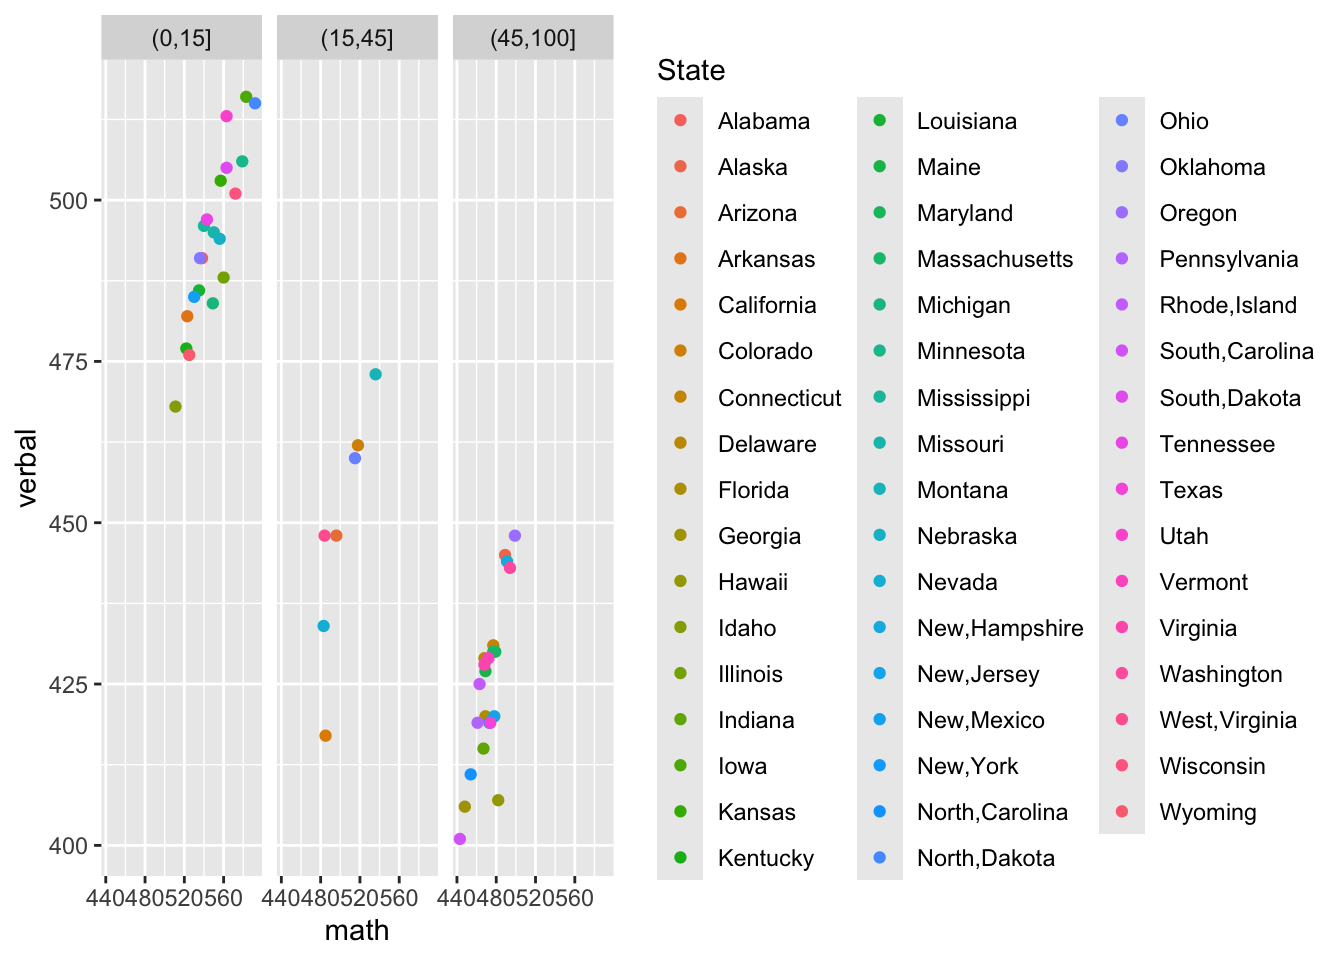 (0,15] (15,45] (45,100]
State
Alabama
Alaska
Arizona
Arkansas
California
Colorado
Connecticut
Delaware
Florida
Georgia
Hawaii
Idaho
Illinois
Indiana
Iowa
Kansas
Kentucky
Louisiana
Maine
Maryland
Massachusetts
Michigan
Minnesota
Mississippi
Missouri
Montana
Nebraska
Nevada
New,Hampshire
New,Jersey
New,Mexico
New,York
North,Carolina
North,Dakota
Ohio
Oklahoma
Oregon
Pennsylvania
Rhode,Island
South,Carolina
South,Dakota
Tennessee
Texas
Utah
Vermont
Virginia
Washington
West,Virginia
Wisconsin
Wyoming
verbal
500
475
450
425
400
440480520560 440480520560 440480520560
math